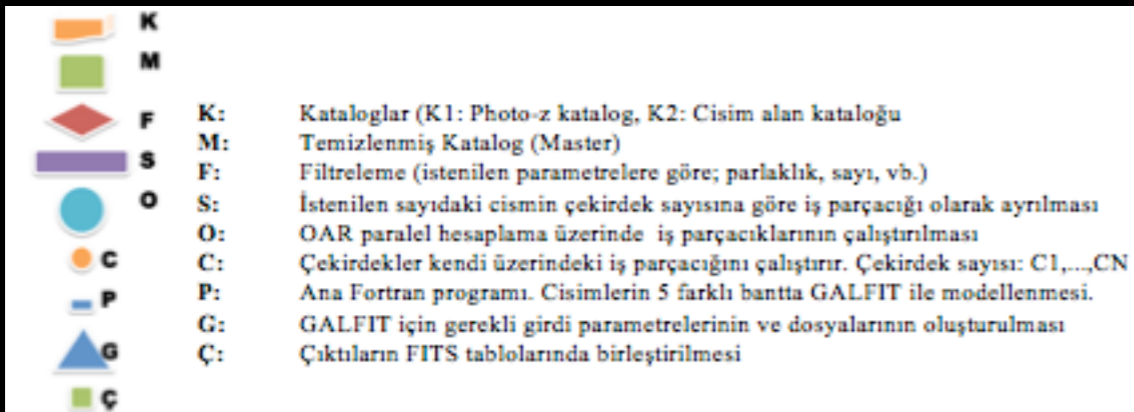 K
M
F
S
O
C
P
G
Ç
K: Kataloglar (K1: Photo-z katalog, K2: Cisim alan kataloğu
M: Temizlenmiş Katalog (Master)
F: Filtreleme (istenilen parametrelere göre; parlaklık, sayı, vb.)
S: İstenilen sayıdaki cismin çekirdek sayısına göre iş parçacığı olarak ayrılması
O: OAR paralel hesaplama üzerinde iş parçacıklarının çalıştırılması
C: Çekirdekler kendi üzerindeki iş parçacığını çalıştırır. Çekirdek sayısı: C1,...,CN
P: Ana Fortran programı. Cisimlerin 5 farklı bantta GALFIT ile modellenmesi.
G: GALFIT için gerekli girdi parametrelerinin ve dosyalarının oluşturulması
Ç: Çıktıların FITS tablolarında birleştirilmesi